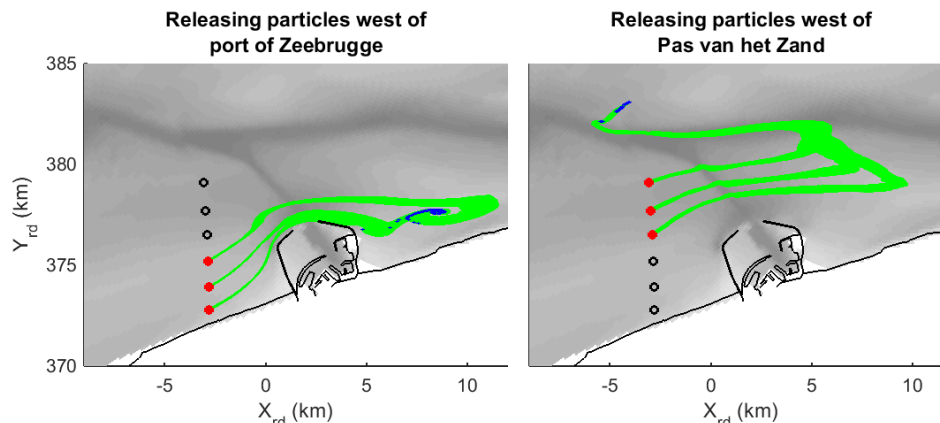 Releasing particles west of
port of Zeebrugge
Releasing particles west of
Pas van het Zand
385
380
375
370
Y_rd (km)
-5
0
5
10
X_rd (km)
-5
0
5
10
X_rd (km)